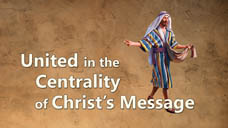 United in the
Centrality
of Christ's Message